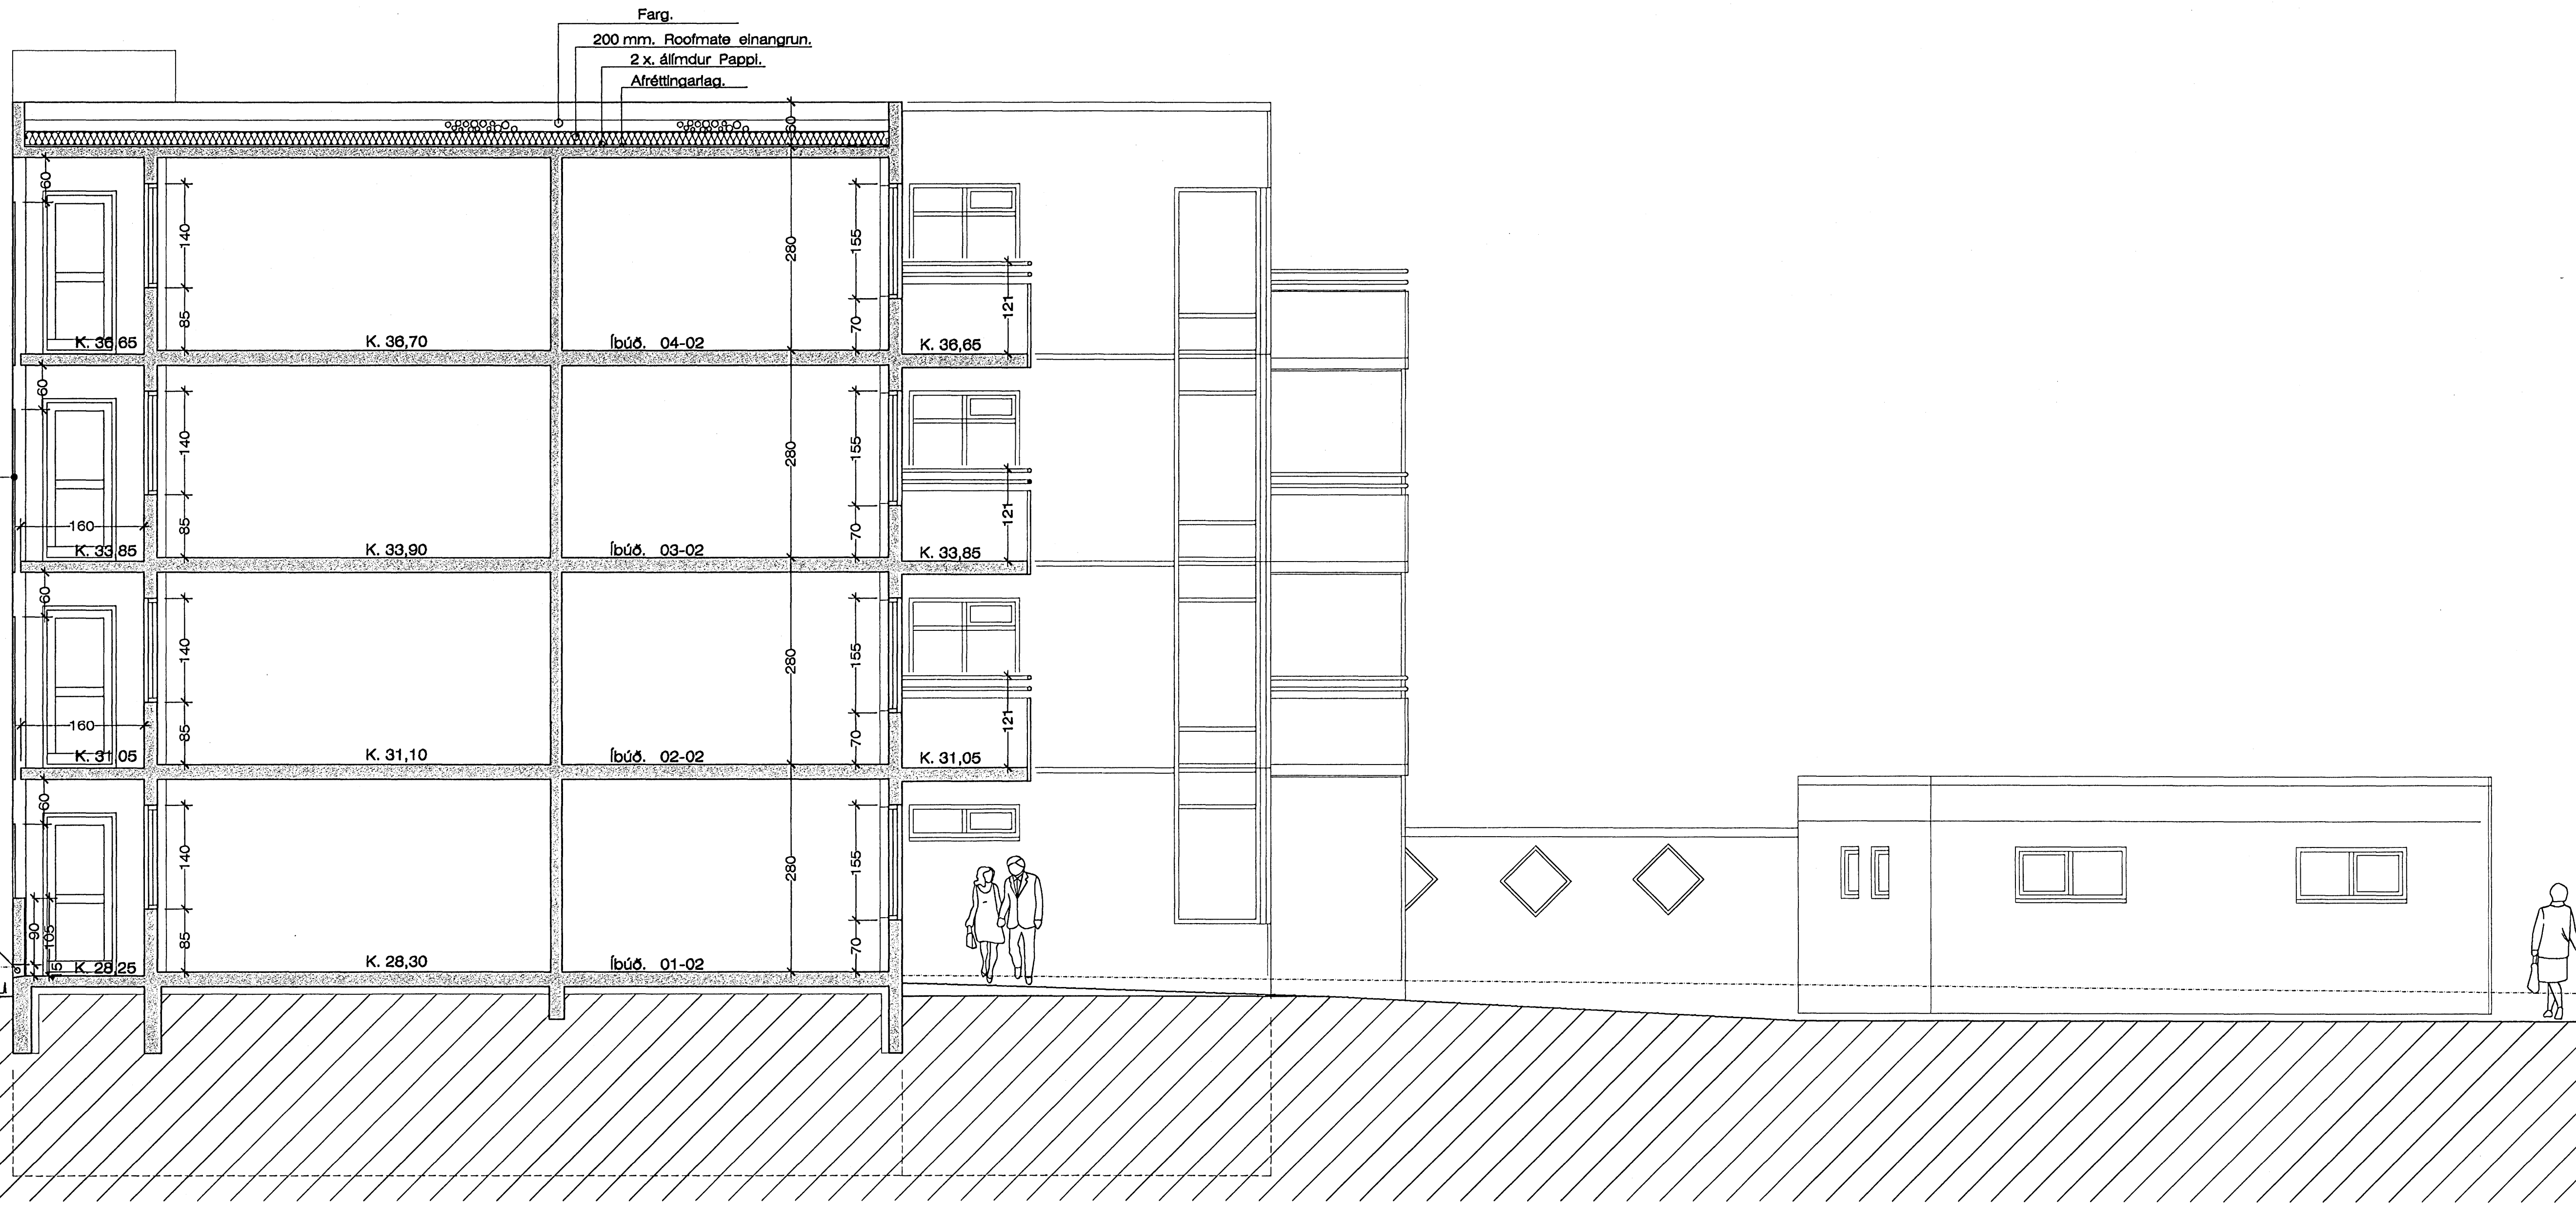 Farg.
200 mm. Roofmate einangrun.
2 x. álímdur Pappi.
Afréttingarlag.
60
60
140
85
280
155
70
121
K. 36,65
K. 36,70
Íbúð. 04-02
K. 36,65
60
140
85
280
155
70
121
160
K. 33,85
K. 33,90
Íbúð. 03-02
K. 33,85
60
140
85
280
155
70
121
160
K. 31,05
K. 31,10
Íbúð. 02-02
K. 31,05
60
140
85
280
155
70
90
105
15
K. 28,25
K. 28,30
Íbúð. 01-02